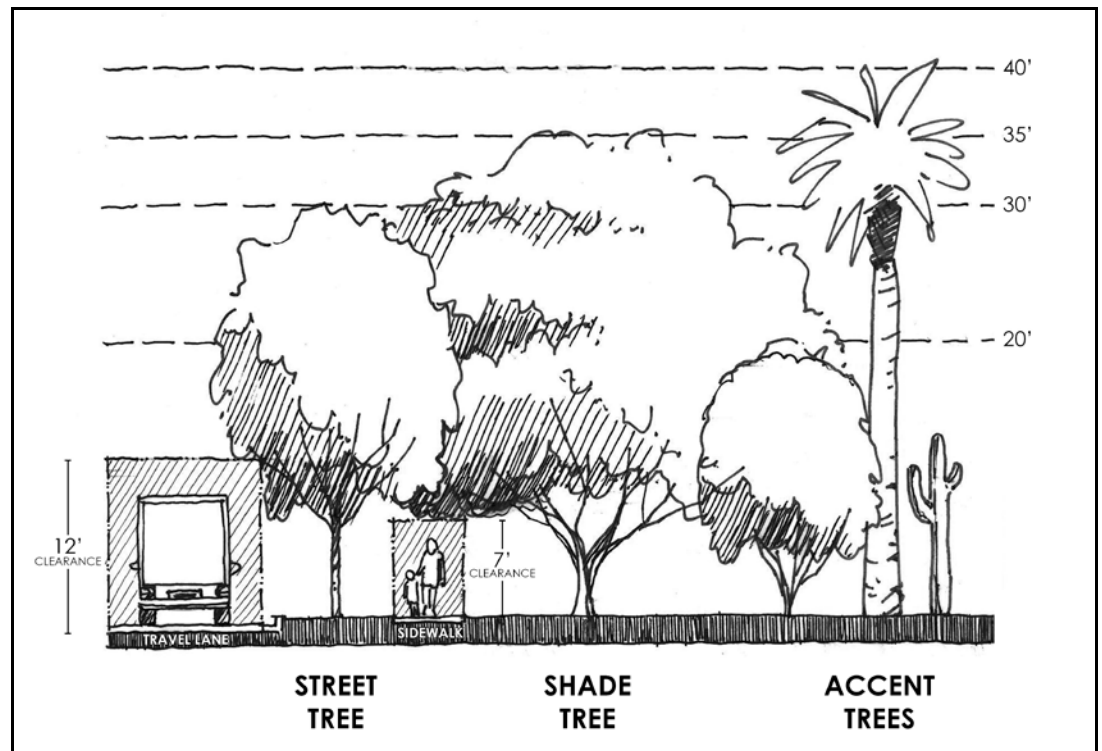 40’
35’
30’
20’
12’
CLEARANCE
7’
CLEARANCE
TRAVEL LANE
SIDEWALK
STREET
TREE
SHADE
TREE
ACCENT
TREES